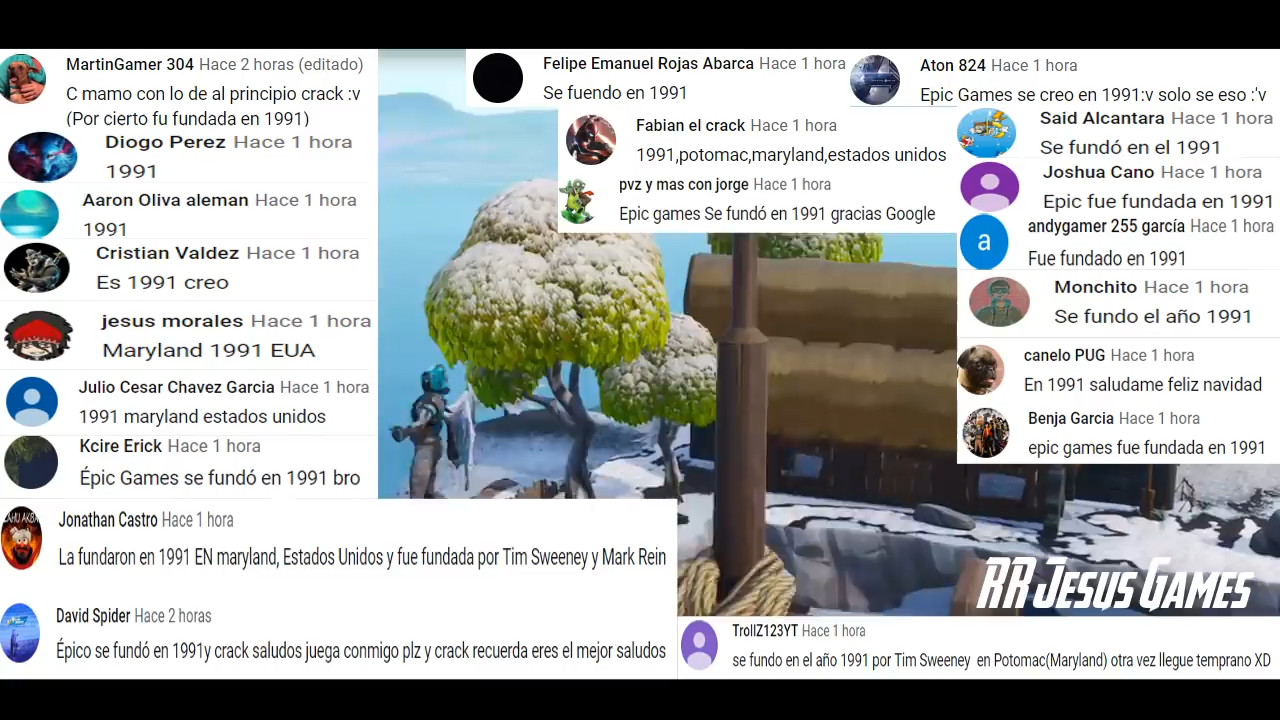 MartinGamer 304 Hace 2 horas (editado)
C mamo con lo de al principio crack :v
(Por cierto fu fundada en 1991)
Diogo Perez Hace 1 hora
1991
Aaron Oliva aleman Hace 1 hora
1991
Cristian Valdez Hace 1 hora
Es 1991 creo
jesus morales Hace 1 hora
Maryland 1991 EUA
Julio Cesar Chavez Garcia Hace 1 hora
1991 maryland estados unidos
Kcire Erick Hace 1 hora
Épic Games se fundó en 1991 bro
Jonathan Castro Hace 1 hora
La fundaron en 1991 EN maryland, Estados Unidos y fue fundada por Tim Sweeney y Mark Rein
David Spider Hace 2 horas
Épico se fundó en 1991y crack saludos juega conmigo plz y crack recuerda eres el mejor saludos
Felipe Emanuel Rojas Abarca Hace 1 hora
Se fuendo en 1991
Fabian el crack Hace 1 hora
1991,potomac,maryland,estados unidos
pvz y mas con jorge Hace 1 hora
Epic games Se fundó en 1991 gracias Google
Aton 824 Hace 1 hora
Epic Games se creo en 1991:v solo se eso :'v
Said Alcantara Hace 1 hora
Se fundó en el 1991
Joshua Cano Hace 1 hora
Epic fue fundada en 1991
a
andygamer 255 garcía Hace 1 hora
Fue fundado en 1991
Monchito Hace 1 hora
Se fundo el año 1991
canelo PUG Hace 1 hora
En 1991 saludame feliz navidad
Benja Garcia Hace 1 hora
epic games fue fundada en 1991
RR Jesus Games
TrollZ123YT Hace 1 hora
se fundo en el año 1991 por Tim Sweeney en Potomac(Maryland) otra vez llegue temprano XD